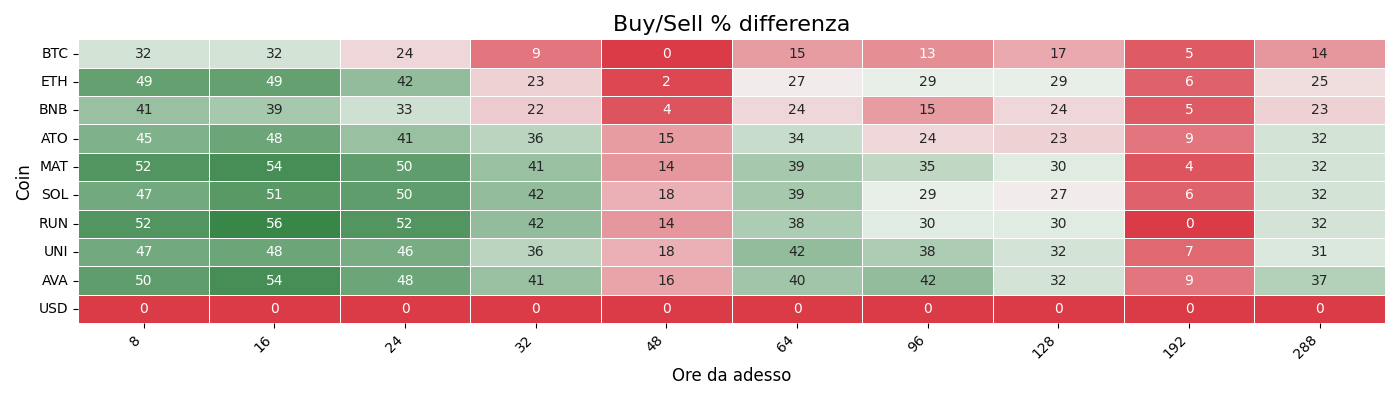 Buy/Sell % differenza
Coin
BTC 32 32 24 9 0 15 13 17 5 14
ETH 49 49 42 23 2 27 29 29 6 25
BNB 41 39 33 22 4 24 15 24 5 23
ATO 45 48 41 36 15 34 24 23 9 32
MAT 52 54 50 41 14 39 35 30 4 32
SOL 47 51 50 42 18 39 29 27 6 32
RUN 52 56 52 42 14 38 30 30 0 32
UNI 47 48 46 36 18 42 38 32 7 31
AVA 50 54 48 41 16 40 42 32 9 37
USD 0 0 0 0 0 0 0 0 0 0
8 16 24 32 48 64 96 128 192 288
Ore da adesso